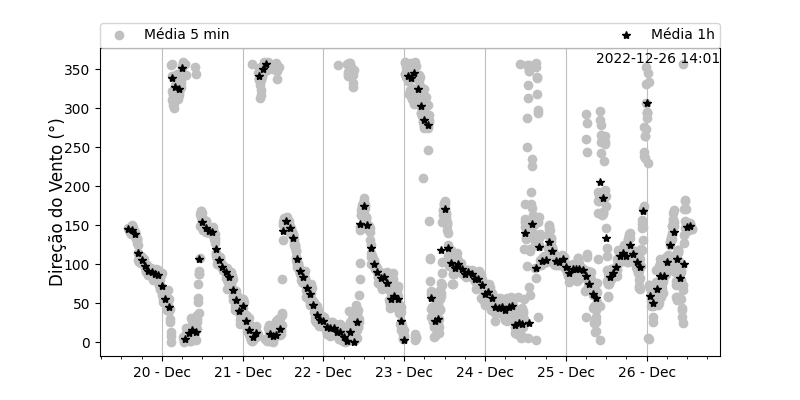 Média 5 min
Média 1h
2022-12-26 14:01
Direção do Vento (°)
350
300
250
200
150
100
50
0
20 - Dec
21 - Dec
22 - Dec
23 - Dec
24 - Dec
25 - Dec
26 - Dec